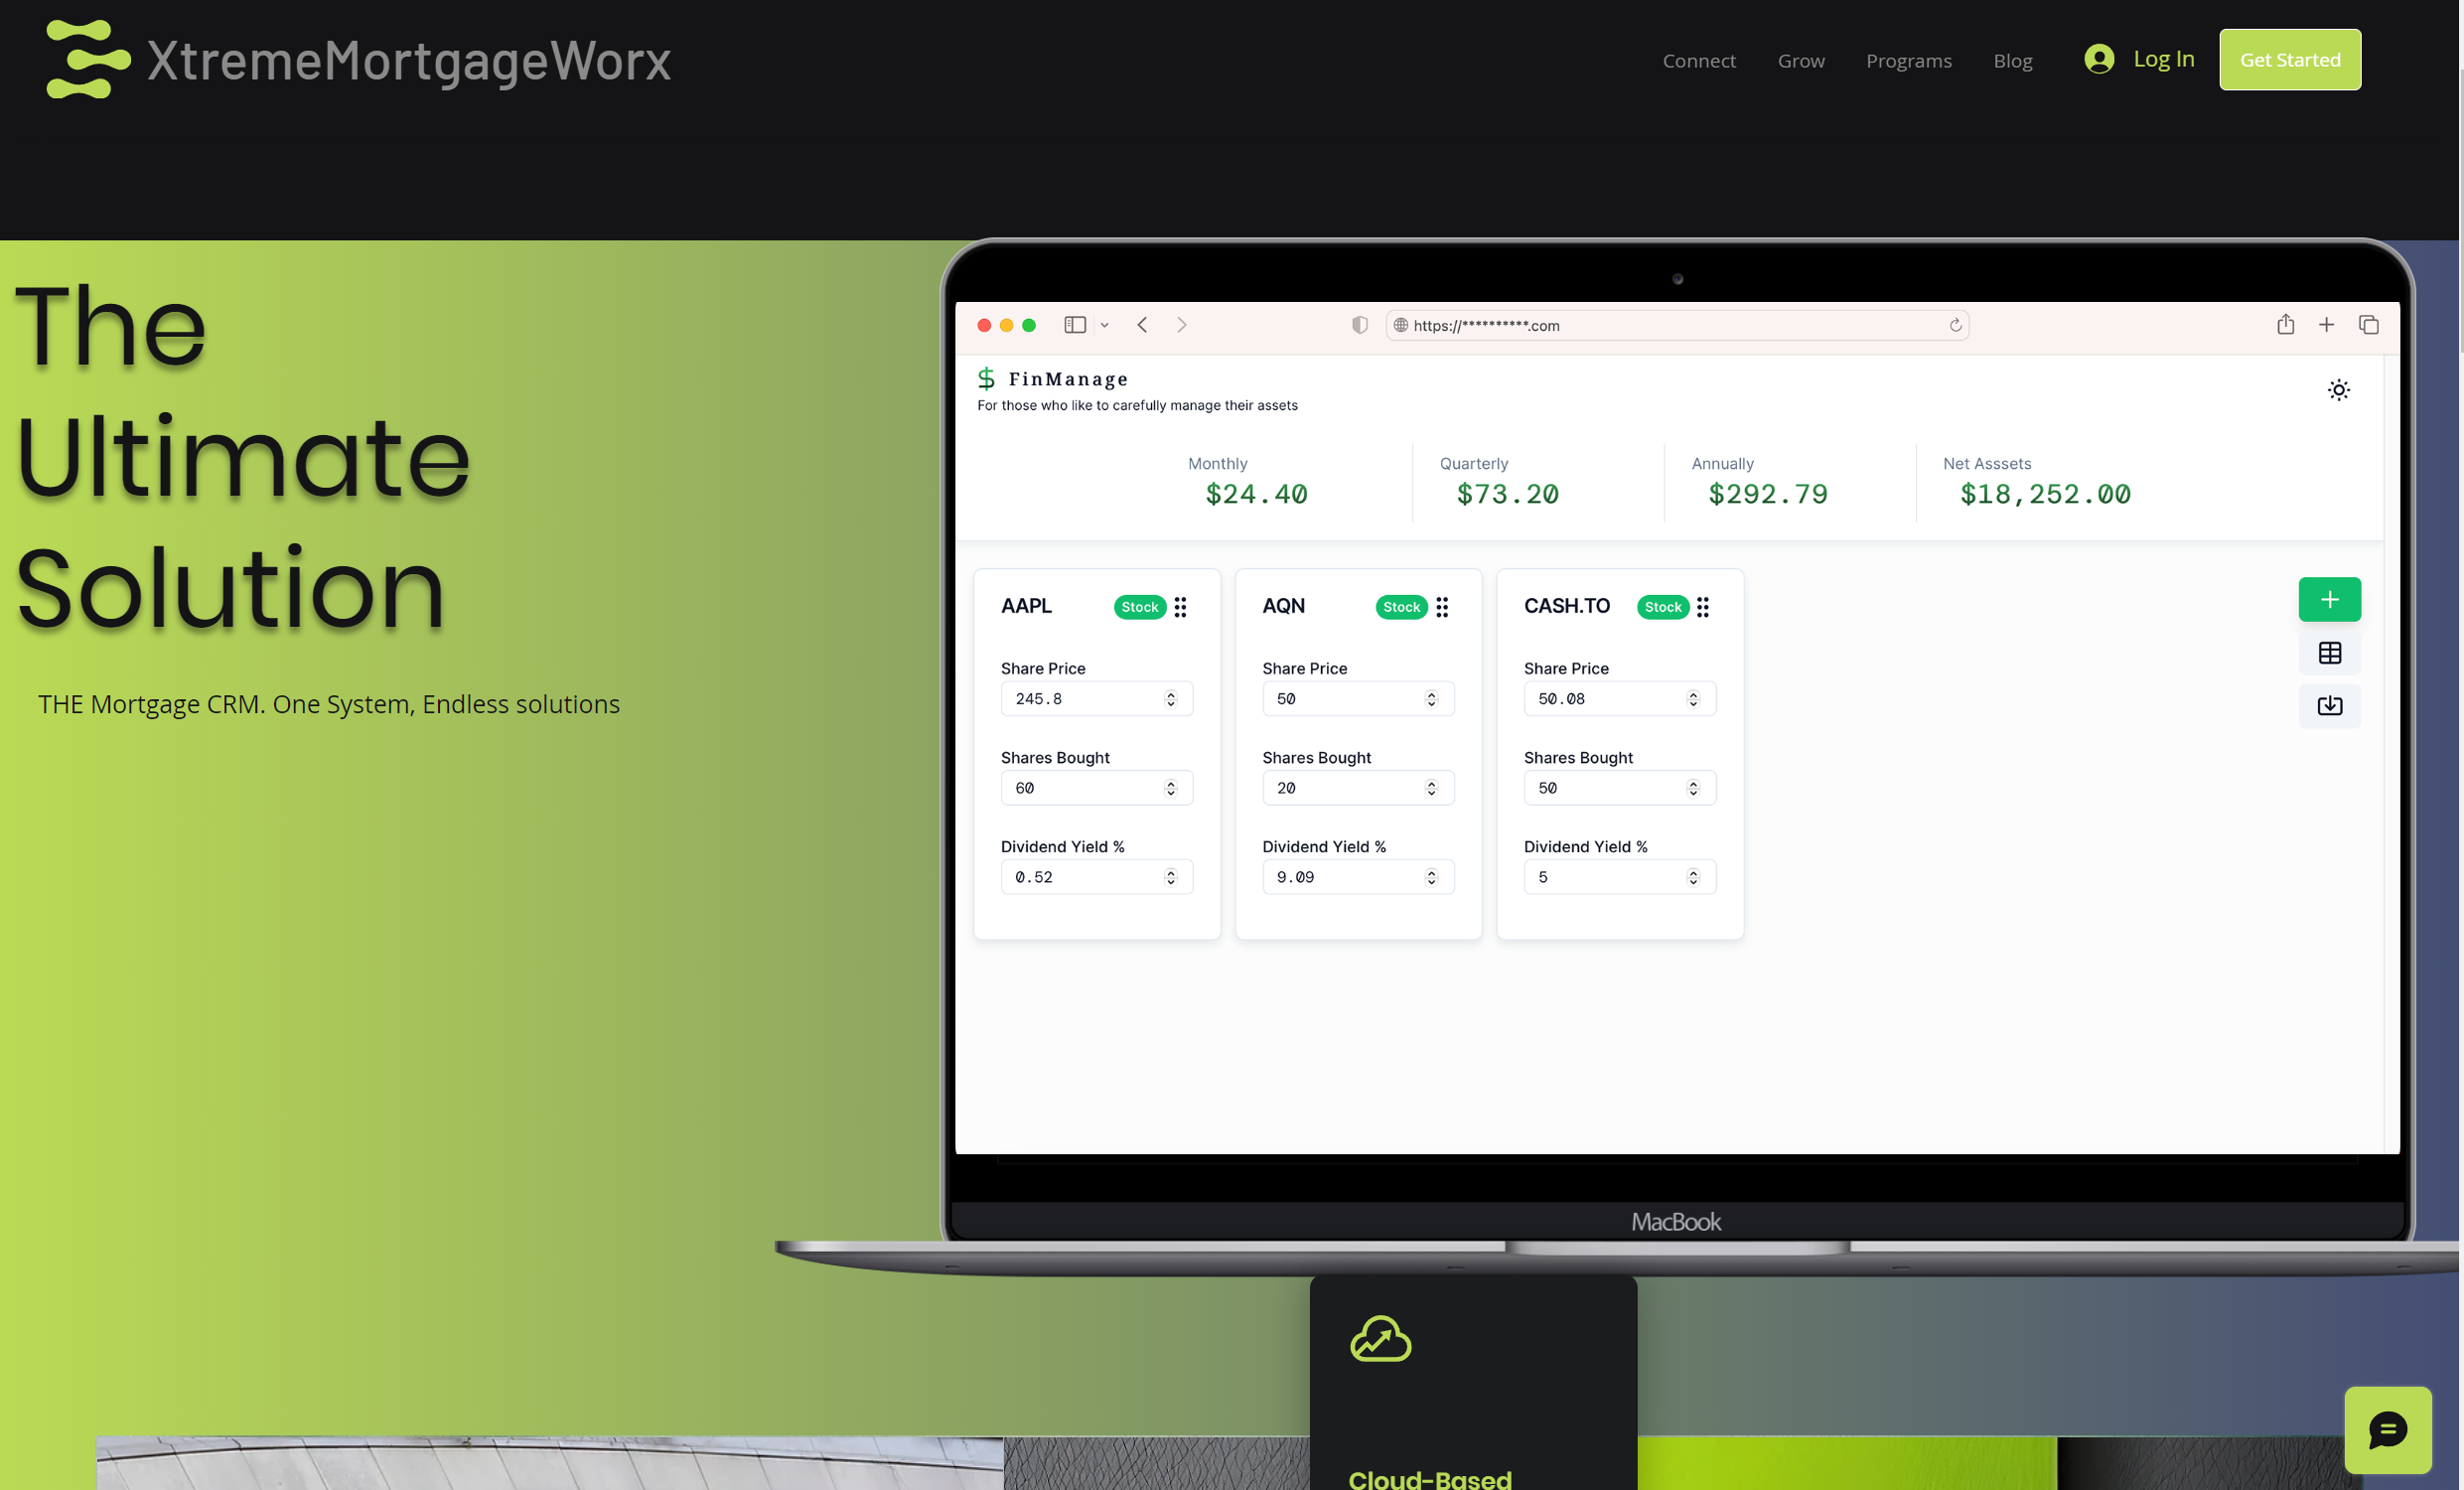 XtremeMortgageWorx
Connect Grow Programs Blog Log In Get Started
The
Ultimate
Solution
THE Mortgage CRM. One System, Endless solutions
https://**********.com
FinManage
For those who like to carefully manage their assets
Monthly Quarterly Annually Net Asssets
$24.40 $73.20 $292.79 $18,252.00
AAPL Stock AQN Stock CASH.TO Stock
Share Price Share Price Share Price
245.8 50 50.08
Shares Bought Shares Bought Shares Bought
60 20 50
Dividend Yield % Dividend Yield % Dividend Yield %
0.52 9.09 5
MacBook
Cloud-Based